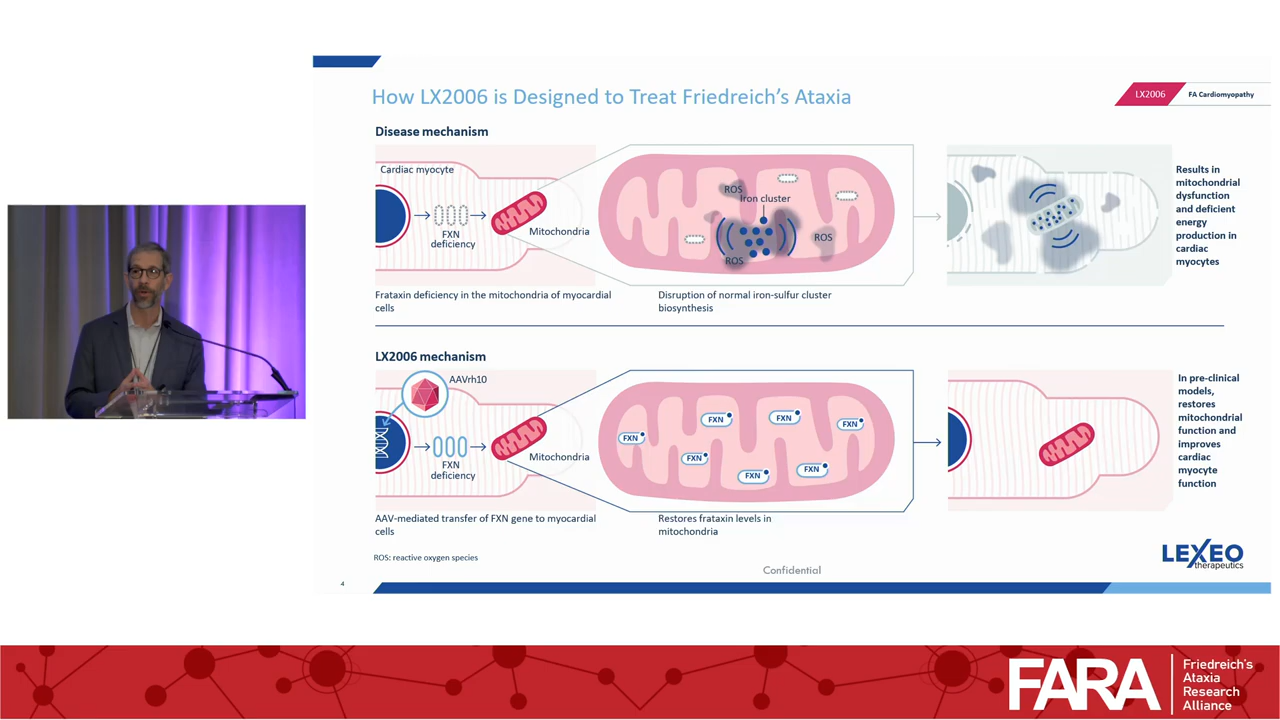 How LX2006 is Designed to Treat Friedreich's Ataxia
LX2006
FA Cardiomyopathy
Disease mechanism
Cardiac myocyte
FXN
deficiency
Mitochondria
ROS
Iron cluster
ROS
ROS
Results in
mitochondrial
dysfunction
and deficient
energy
production in
cardiac
myocytes
Frataxin deficiency in the mitochondria of myocardial
cells
Disruption of normal iron-sulfur cluster
biosynthesis
LX2006 mechanism
AAVrh10
FXN
deficiency
Mitochondria
FXN
FXN
FXN
FXN
FXN
FXN
FXN
In pre-clinical
models,
restores
mitochondrial
function and
improves
cardiac
myocyte
function
AAV-mediated transfer of FXN gene to myocardial
cells
Restores frataxin levels in
mitochondria
ROS: reactive oxygen species
Confidential
4
LEXEO
therapeutics
FARA
Friedreich's
Ataxia
Research
Alliance